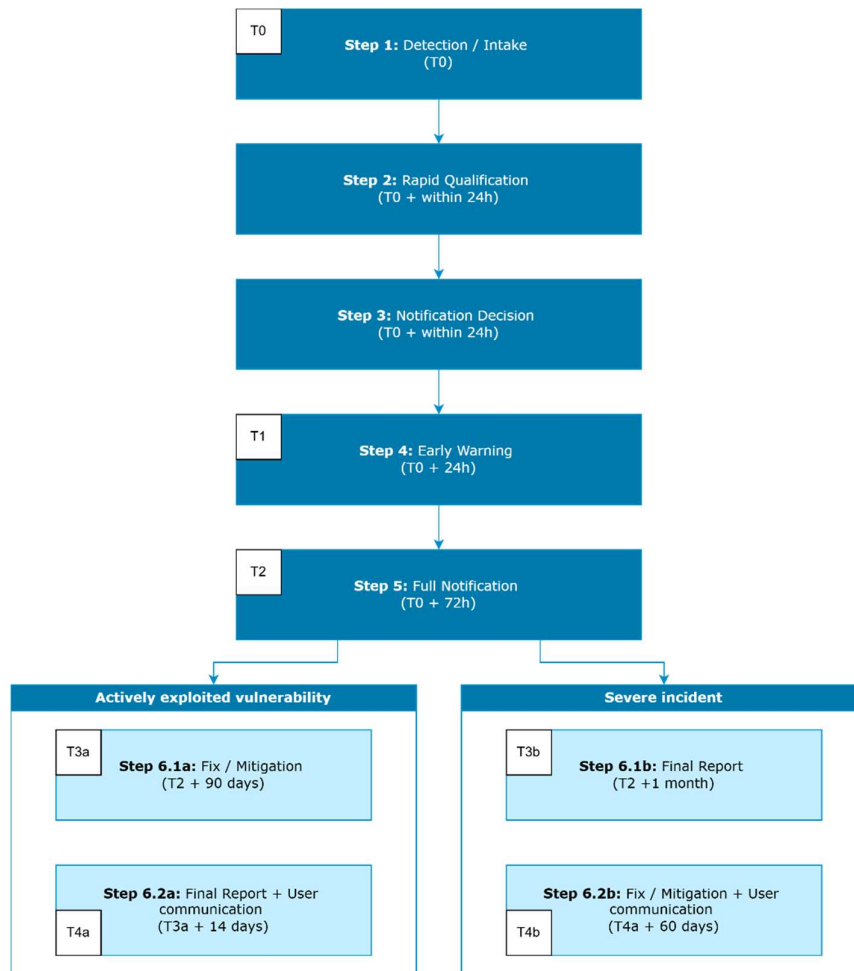 T0
Step 1: Detection / Intake
(T0)
Step 2: Rapid Qualification
(T0 + within 24h)
Step 3: Notification Decision
(T0 + within 24h)
T1
Step 4: Early Warning
(T0 + 24h)
T2
Step 5: Full Notification
(T0 + 72h)
Actively exploited vulnerability
T3a
Step 6.1a: Fix / Mitigation
(T2 + 90 days)
Step 6.2a: Final Report + User
communication
(T3a + 14 days)
T4a
Severe incident
T3b
Step 6.1b: Final Report
(T2 +1 month)
Step 6.2b: Fix / Mitigation + User
communication
(T4a + 60 days)
T4b